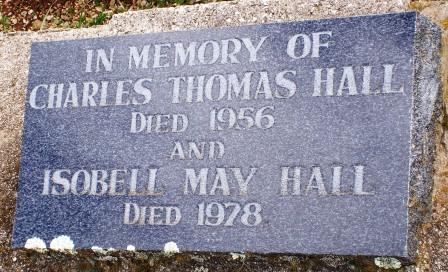 IN MEMORY OF
CHARLES THOMAS HALL
DIED 1956
AND
ISOBELL MAY HALL
DIED 1978.